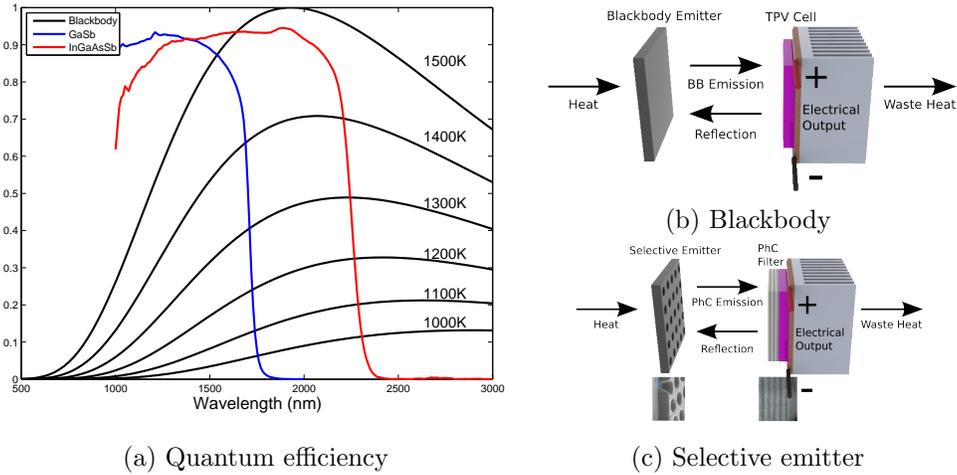 Blackbody
GaSb
InGaAsSb
1
0.9
0.8
0.7
0.6
0.5
0.4
0.3
0.2
0.1
0
500
1000
1500
2000
2500
3000
Wavelength (nm)
1500K
1400K
1300K
1200K
1100K
1000K
(a) Quantum efficiency
Blackbody Emitter
TPV Cell
Heat
BB Emission
Reflection
+
Electrical
Output
-
Waste Heat
(b) Blackbody
Selective Emitter
PhC
Filter
Heat
PhC Emission
Reflection
+
Electrical
Output
-
Waste Heat
(c) Selective emitter